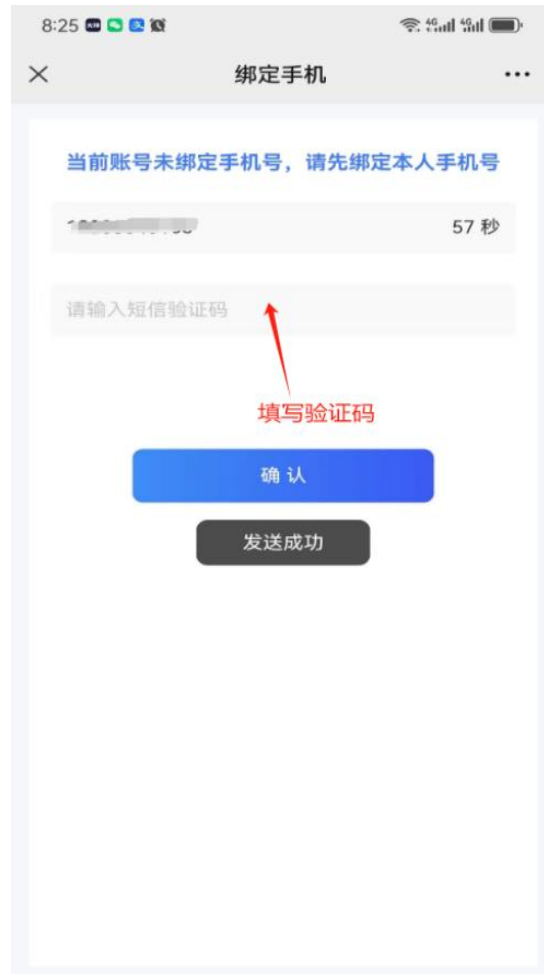 8:25
绑定手机
当前账号未绑定手机号，请先绑定本人手机号
57 秒
请输入短信验证码
填写验证码
确 认
发送成功